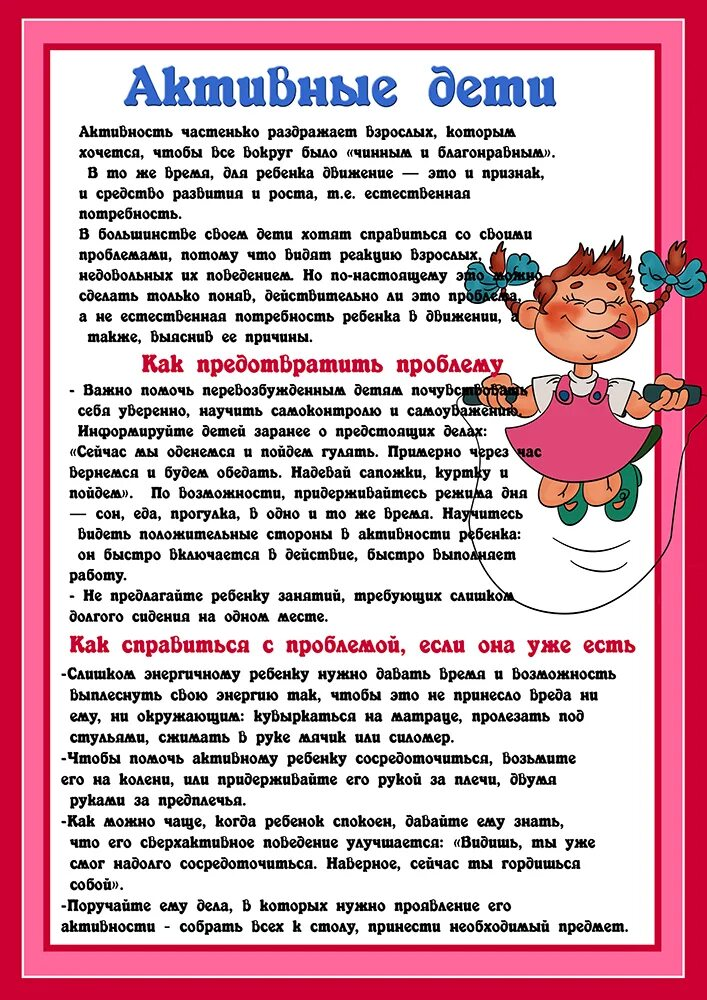 Активные дети
Активность частенько раздражает взрослых, которым
хочется, чтобы все вокруг было «чинным и благонравным».
В то же время, для ребенка движение — это и признак,
и средство развития и роста, т.е. естественная
потребность.
В большинстве своем дети хотят справиться со своими
проблемами, потому что видят реакцию взрослых,
недовольных их поведением. Но по-настоящему это можно
сделать только поняв, действительно ли это проблема,
а не естественная потребность ребенка в движении, а
также, выяснив ее причины.
Как предотвратить проблему
- Важно помочь перевозбужденным детям почувствовать
себя уверенно, научить самоконтролю и самоуважению.
Информируйте детей заранее о предстоящих делах:
«Сейчас мы оденемся и пойдем гулять. Примерно через час
вернемся и будем обедать. Надевай сапожки, куртку и
пойдем». По возможности, придерживайтесь режима дня
— сон, еда, прогулка, в одно и то же время. Научитесь
видеть положительные стороны в активности ребенка:
он быстро включается в действие, быстро выполняет
работу.
- Не предлагайте ребенку занятий, требующих слишком
долгого сидения на одном месте.
Как справиться с проблемой, если она уже есть
-Слишком энергичному ребенку нужно давать время и возможность
выплеснуть свою энергию так, чтобы это не принесло вреда ни
ему, ни окружающим: кувыркаться на матраце, пролезать под
стульями, сжимать в руке мячик или силомер.
-Чтобы помочь активному ребенку сосредоточиться, возьмите
его на колени, или придерживайте его рукой за плечи, двумя
руками за предплечья.
-Как можно чаще, когда ребенок спокоен, давайте ему знать,
что его сверхактивное поведение улучшается: «Видишь, ты уже
смог надолго сосредоточиться. Наверное, сейчас ты гордишься
собой».
-Поручайте ему дела, в которых нужно проявление его
активности - собрать всех к столу, принести необходимый предмет.